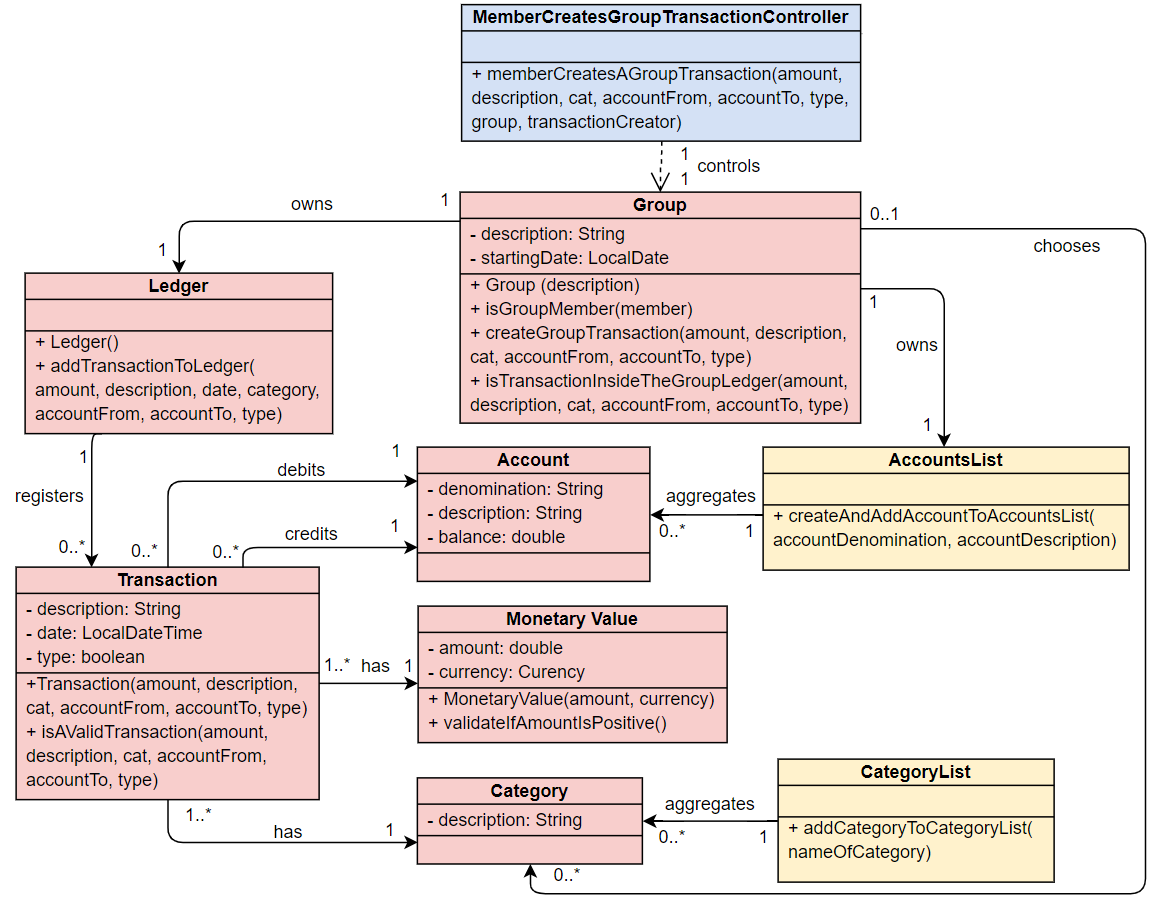 MemberCreatesGroupTransactionController
+ memberCreatesAGroupTransaction(amount,
description, cat, accountFrom, accountTo, type,
group, transactionCreator)
1
controls
1
Group
- description: String
- startingDate: LocalDate
+ Group (description)
+ isGroupMember(member)
+ createGroupTransaction(amount, description,
cat, accountFrom, accountTo, type)
+ isTransactionInsideTheGroupLedger(amount,
description, cat, accountFrom, accountTo, type)
owns
1
1
0..1
chooses
1
owns
1
Ledger
+ Ledger()
+ addTransactionToLedger(
amount, description, date, category,
accountFrom, accountTo, type)
1
registers
0..*
debits
1
0..*
credits
1
0..*
Account
- denomination: String
- description: String
- balance: double
aggregates
0..*
1
AccountsList
+ createAndAddAccountToAccountsList(
accountDenomination, accountDescription)
Transaction
- description: String
- date: LocalDateTime
- type: boolean
+Transaction(amount, description,
cat, accountFrom, accountTo, type)
+ isAValidTransaction(amount,
description, cat, accountFrom,
accountTo, type)
1..*
has
1
Monetary Value
- amount: double
- currency: Curency
+ MonetaryValue(amount, currency)
+ validateIfAmountIsPositive()
1..*
has
1
Category
- description: String
aggregates
0..*
1
CategoryList
+ addCategoryToCategoryList(
nameOfCategory)
0..*